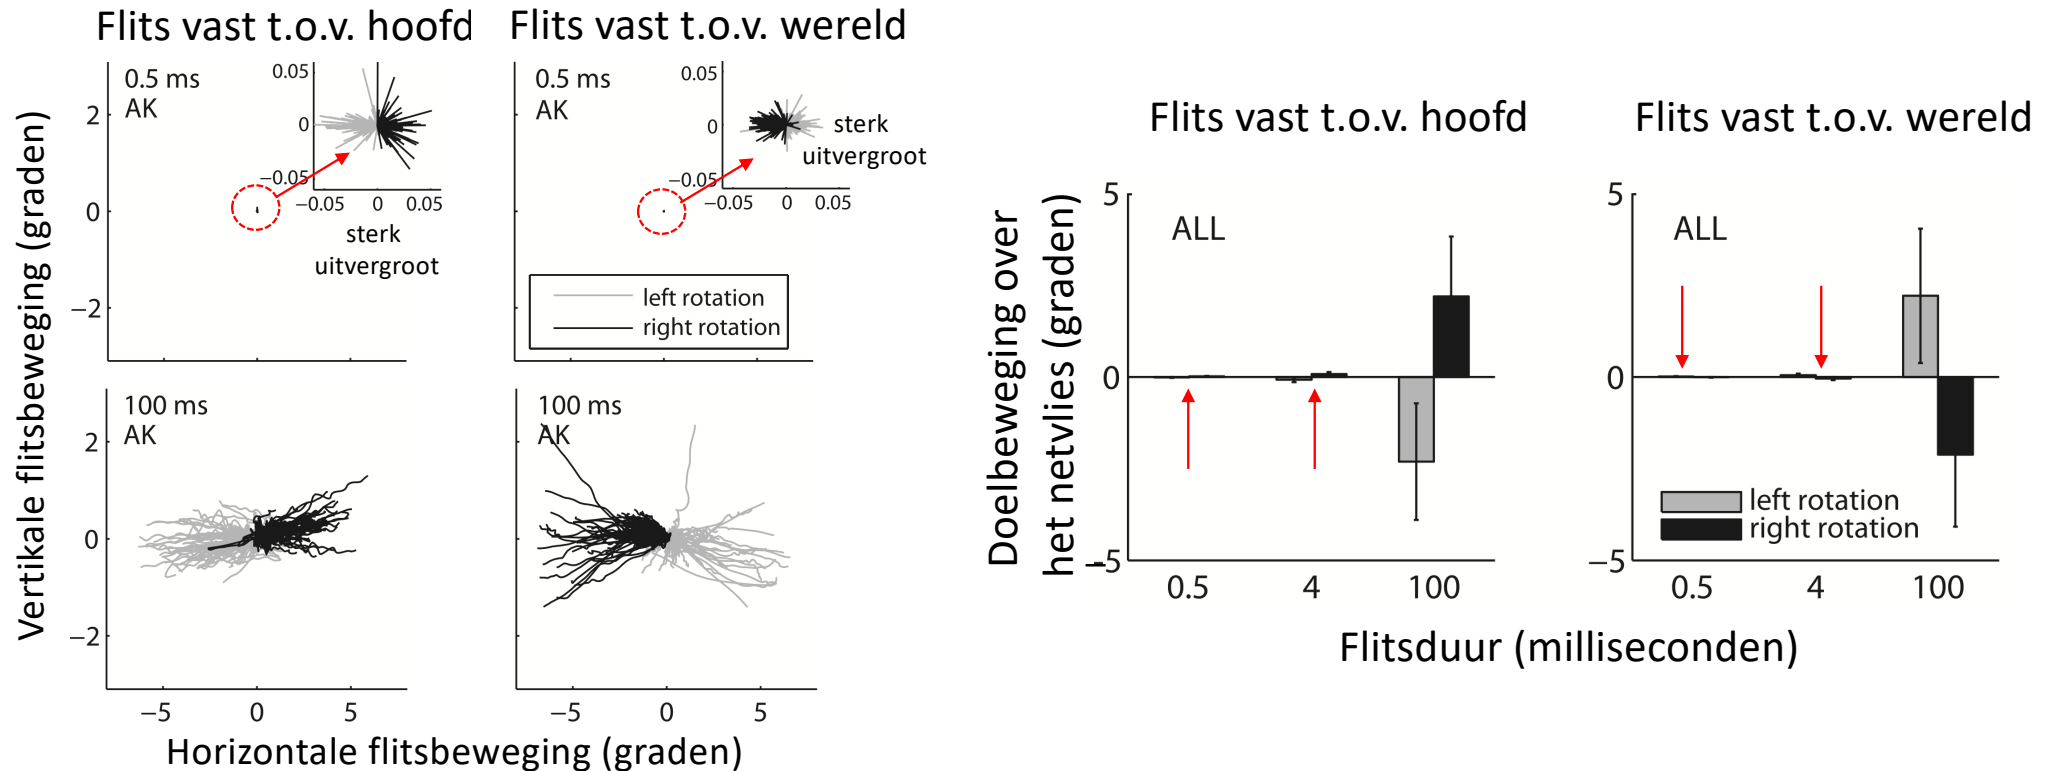 Flits vast t.o.v. hoofd
Flits vast t.o.v. wereld
Vertikale flitsbeweging (graden)
0.5 ms
AK
2
0
−2
0.05
0
−0.05
−0.05 0 0.05
sterk
uitvergroot
0.5 ms
AK
0.05
0
−0.05
−0.05 0 0.05
sterk
uitvergroot
left rotation
right rotation
100 ms
AK
2
0
−2
−5 0 5
100 ms
AK
−5 0 5
Horizontale flitsbeweging (graden)
Flits vast t.o.v. hoofd
Flits vast t.o.v. wereld
Doelbeweging over
het netvlies (graden)
5
0
−5
ALL
0.5 4 100
5
0
−5
ALL
left rotation
right rotation
0.5 4 100
Flitsduur (milliseconden)